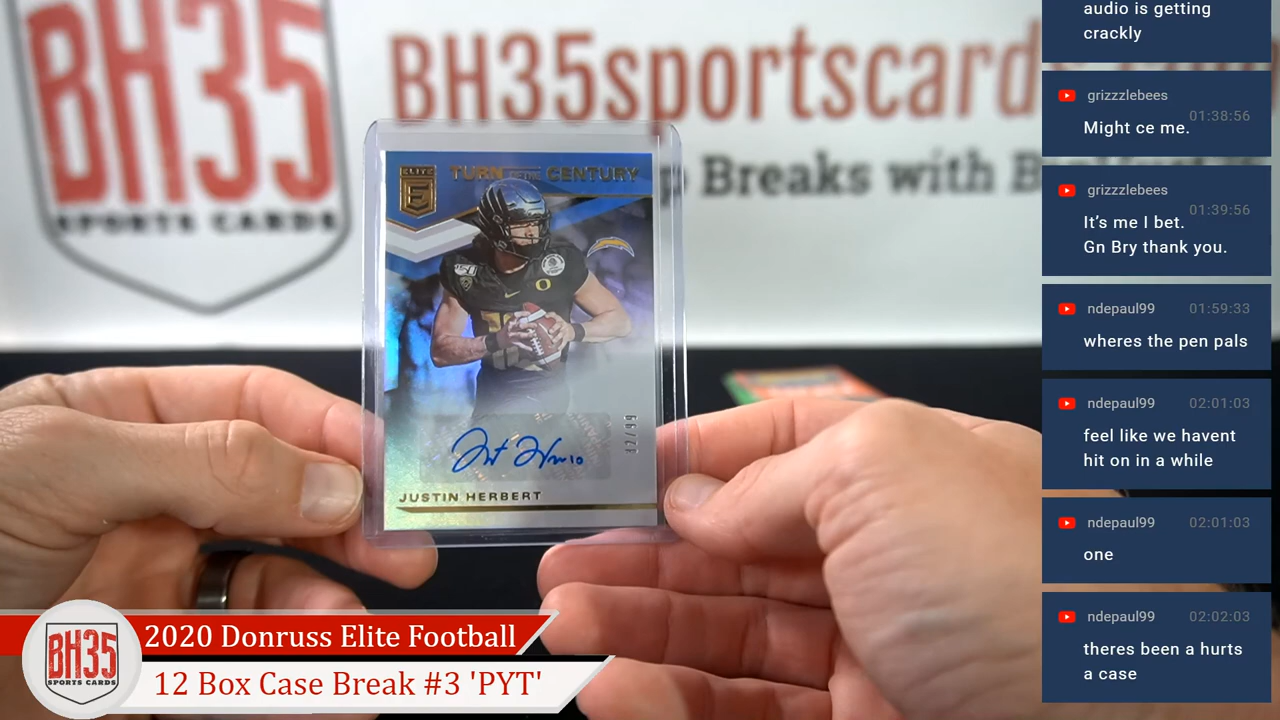 BH35
SPORTS CARDS
BH35sportscard
Breaks with B
ELITE
E
TURN OF THE CENTURY
150
O
32/99
JUSTIN HERBERT
BH35
SPORTS CARDS
2020 Donruss Elite Football
12 Box Case Break #3 'PYT'
audio is getting
crackly
grizzzlebees
01:38:56
Might ce me.
grizzzlebees
01:39:56
It’s me I bet.
Gn Bry thank you.
ndepaul99 01:59:33
wheres the pen pals
ndepaul99 02:01:03
feel like we havent
hit on in a while
ndepaul99 02:01:03
one
ndepaul99 02:02:03
theres been a hurts
a case